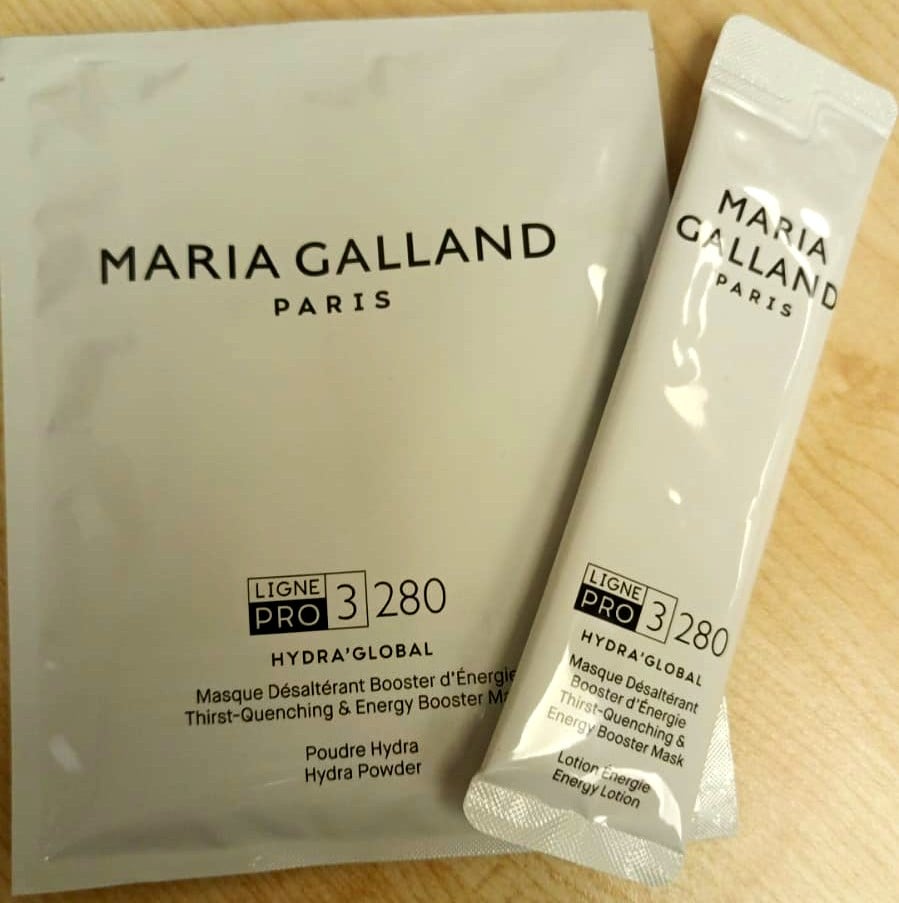 MARIA GALLAND
PARIS
LIGNE
PRO
3
280
HYDRA'GLOBAL
Masque Désaltérant Booster d'Énergie
Thirst-Quenching & Energy Booster
Poudre Hydra
Hydra Powder
MARIA
GALLAND
PARIS
LIGNE
PRO
3
280
HYDRA'GLOBAL
Masque Désaltérant
Booster d'Énergie
Thirst-Quenching &
Energy Booster Mask
Lotion Énergie
Energy Lotion